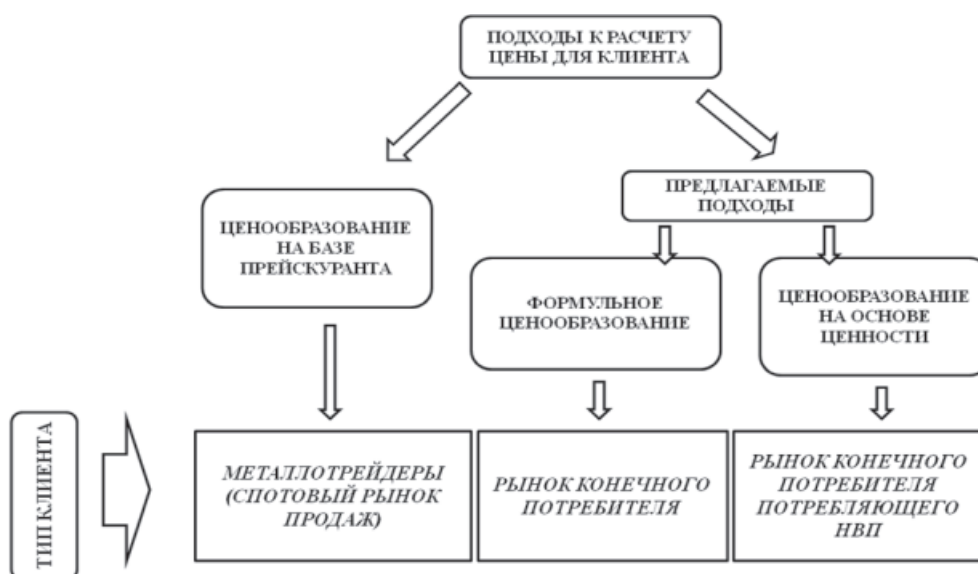 ПОДХОДЫ К РАСЧЕТУ
ЦЕНЫ ДЛЯ КЛИЕНТА
ПРЕДЛАГАЕМЫЕ
ПОДХОДЫ
ЦЕНООБРАЗОВАНИЕ
НА БАЗЕ
ПРЕЙСКУРАНТА
ФОРМУЛЬНОЕ
ЦЕНООБРАЗОВАНИЕ
ЦЕНООБРАЗОВАНИЕ
НА ОСНОВЕ
ЦЕННОСТИ
ТИП КЛИЕНТА
МЕТАЛЛОТРЕЙДЕРЫ
(СПОТОВЫЙ РЫНОК
ПРОДАЖ)
РЫНОК КОНЕЧНОГО
ПОТРЕБИТЕЛЯ
РЫНОК КОНЕЧНОГО
ПОТРЕБИТЕЛЯ
ПОТРЕБЛЯЮЩЕГО
НВП